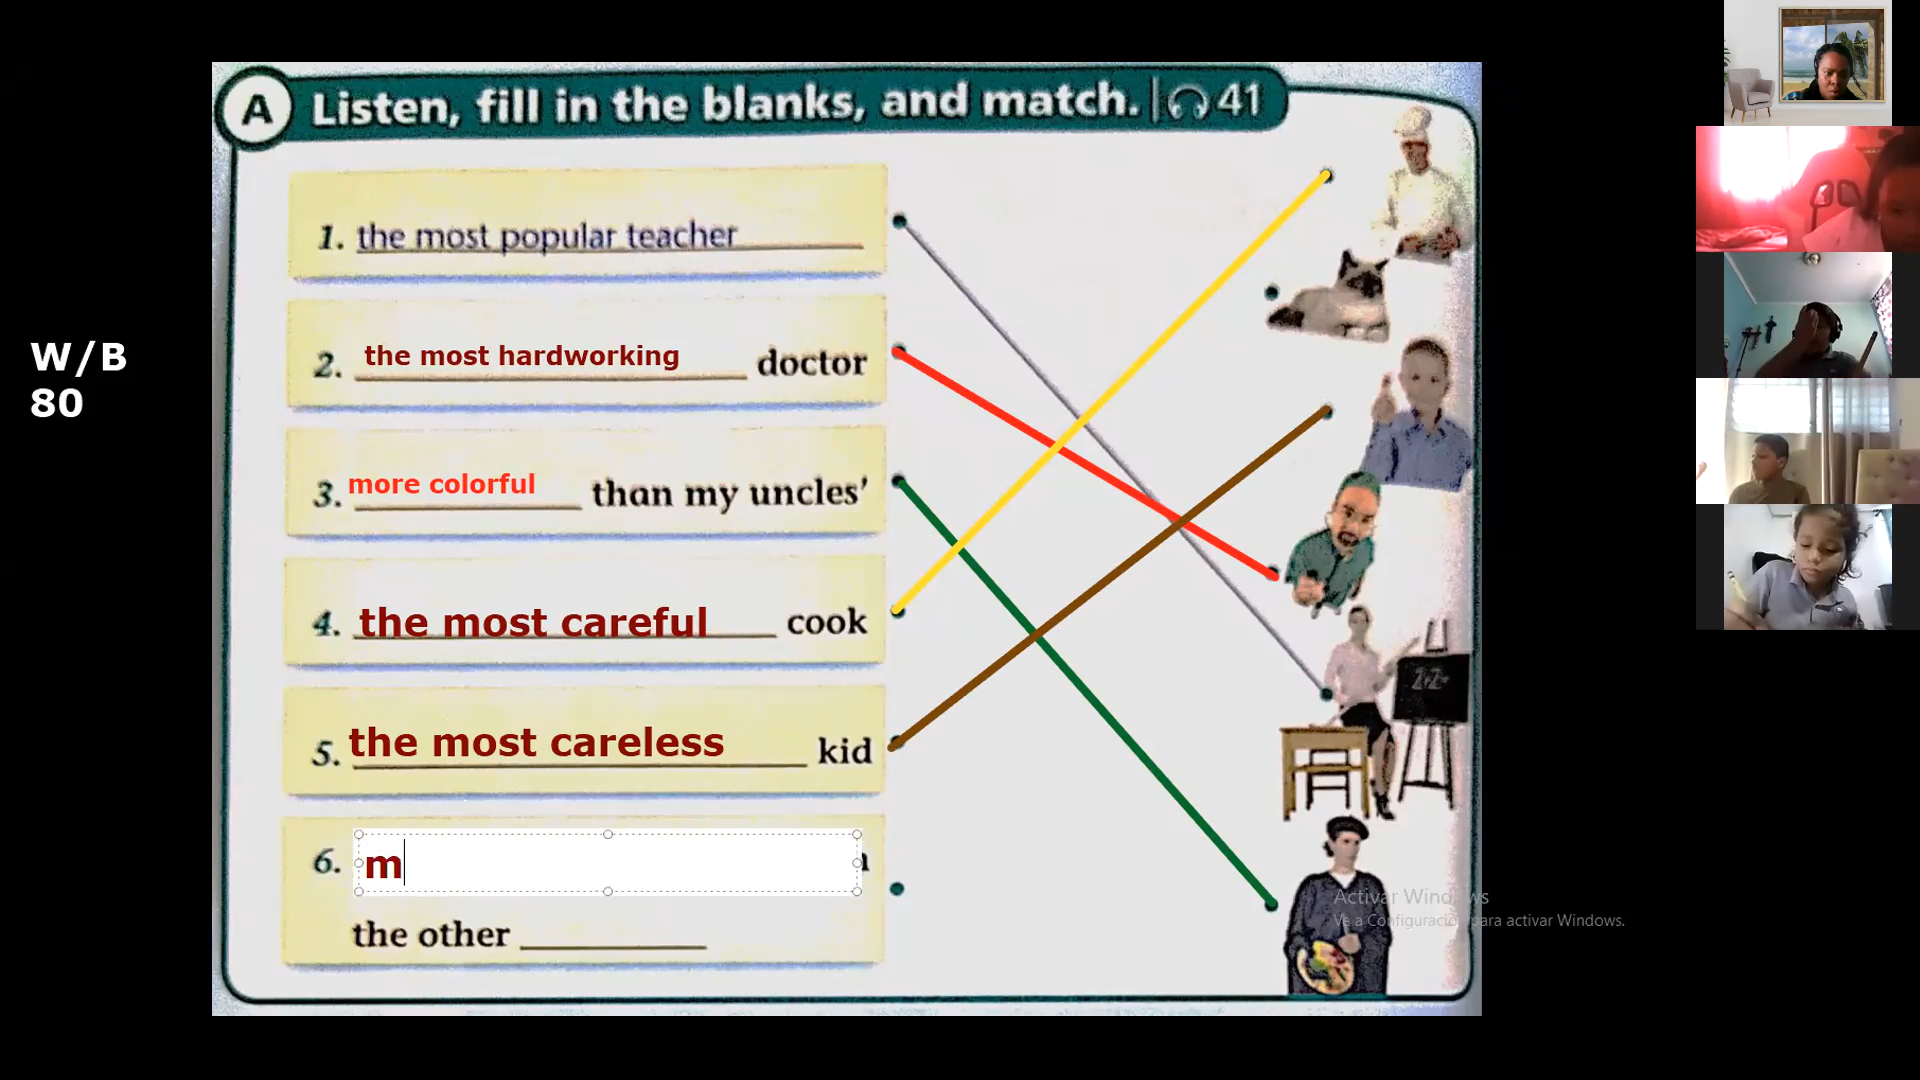 A Listen, fill in the blanks, and match. 41
1. the most popular teacher
2. the most hardworking doctor
3. more colorful than my uncles'
4. the most careful cook
5. the most careless kid
6. m
the other
W/B
80
2+2=
Activar Windows
Ve a Configuración para activar Windows.